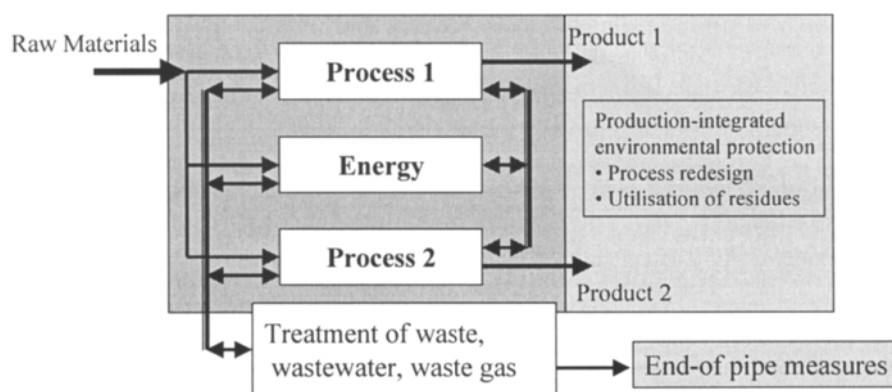 Raw Materials
Process 1
Product 1
Production-integrated
environmental protection
• Process redesign
• Utilisation of residues
Energy
Process 2
Product 2
Treatment of waste,
wastewater, waste gas
End-of pipe measures